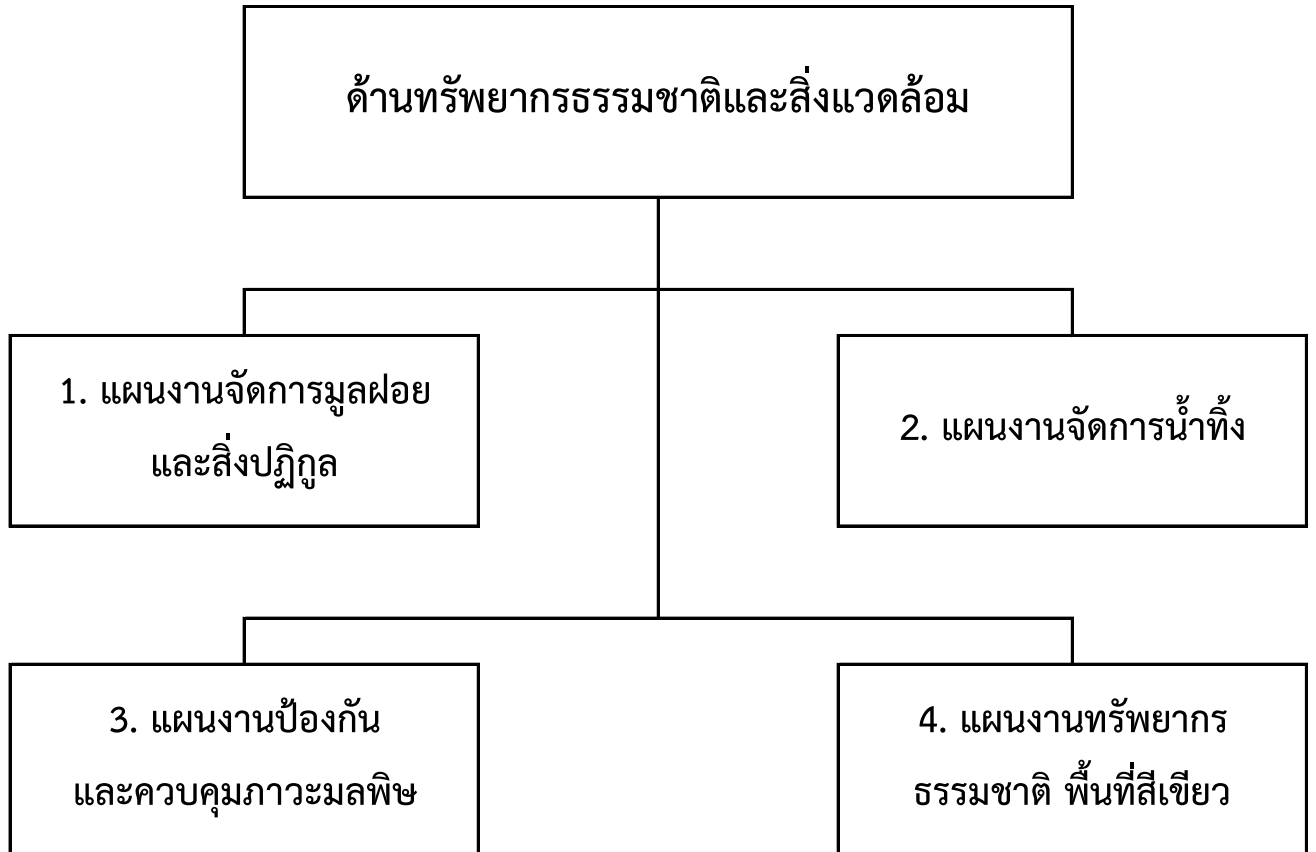 ด้านทรัพยากรธรรมชาติและสิ่งแวดล้อม
1. แผนงานจัดการมูลฝอย
และสิ่งปฏิกูล
2. แผนงานจัดการน้ำทิ้ง
3. แผนงานป้องกัน
และควบคุมภาวะมลพิษ
4. แผนงานทรัพยากร
ธรรมชาติ พื้นที่สีเขียว